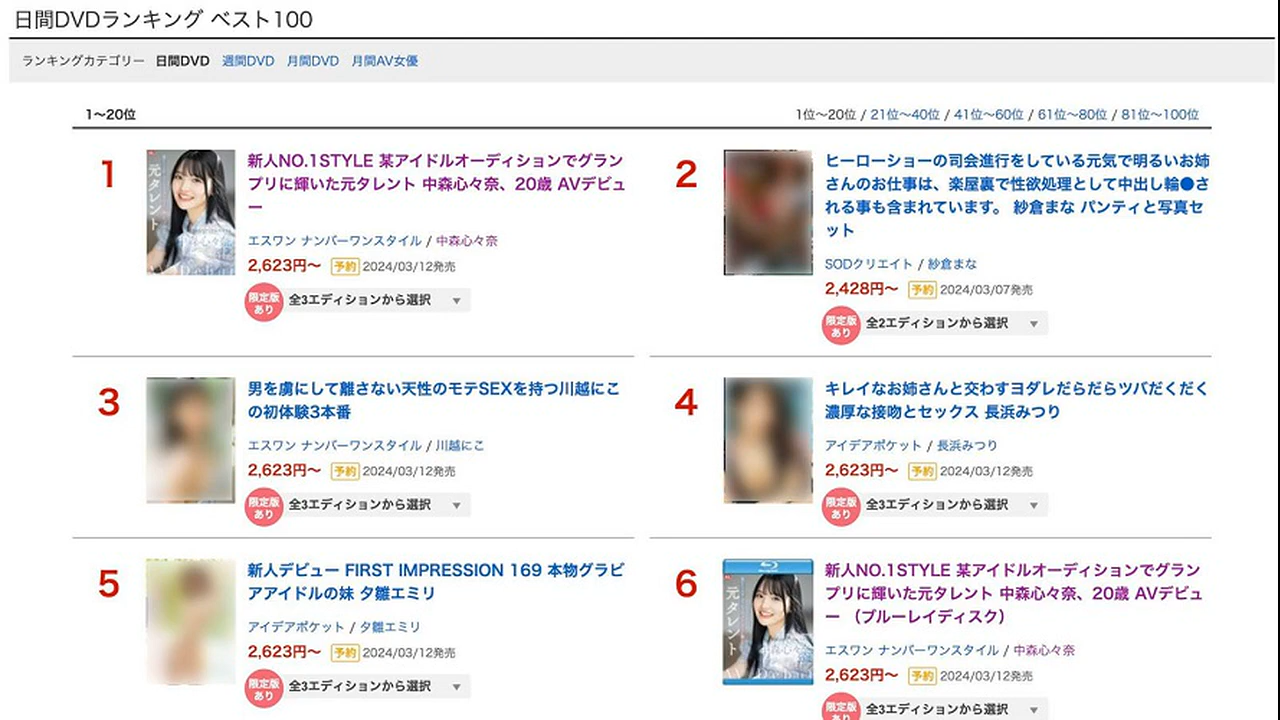 日間DVDランキング ベスト100
ランキングカテゴリー 日間DVD 週間DVD 月間DVD 月間AV女優
1〜20位
1位〜20位 / 21位〜40位 / 41位〜60位 / 61位〜80位 / 81位〜100位
1
元タレント
新人NO.1STYLE 某アイドルオーディションでグラン
プリに輝いた元タレント 中森心々奈、20歳 AVデビュ
ー
エスワン ナンバーワンスタイル / 中森心々奈
2,623円〜 予約 2024/03/12発売
限定版
あり
全3エディションから選択
2
ヒーローショーの司会進行をしている元気で明るいお姉
さんのお仕事は、楽屋裏で性欲処理として中出し輪●さ
れる事も含まれています。 紗倉まな パンティと写真セ
ット
SODクリエイト / 紗倉まな
2,428円〜 予約 2024/03/07発売
限定版
あり
全2エディションから選択
3
男を虜にして離さない天性のモテSEXを持つ川越にこ
の初体験3本番
エスワン ナンバーワンスタイル / 川越にこ
2,623円〜 予約 2024/03/12発売
限定版
あり
全3エディションから選択
4
キレイなお姉さんと交わすヨダレだらだらツバだくだく
濃厚な接吻とセックス 長浜みつり
アイデアポケット / 長浜みつり
2,623円〜 予約 2024/03/12発売
限定版
あり
全3エディションから選択
5
新人デビュー FIRST IMPRESSION 169 本物グラビ
アアイドルの妹 夕雛エミリ
アイデアポケット / 夕雛エミリ
2,623円〜 予約 2024/03/12発売
限定版
あり
全3エディションから選択
6
元タレント
新人NO.1STYLE 某アイドルオーディションでグラン
プリに輝いた元タレント 中森心々奈、20歳 AVデビュ
ー （ブルーレイディスク）
エスワン ナンバーワンスタイル / 中森心々奈
2,623円〜 予約 2024/03/12発売
限定版
あり
全3エディションから選択